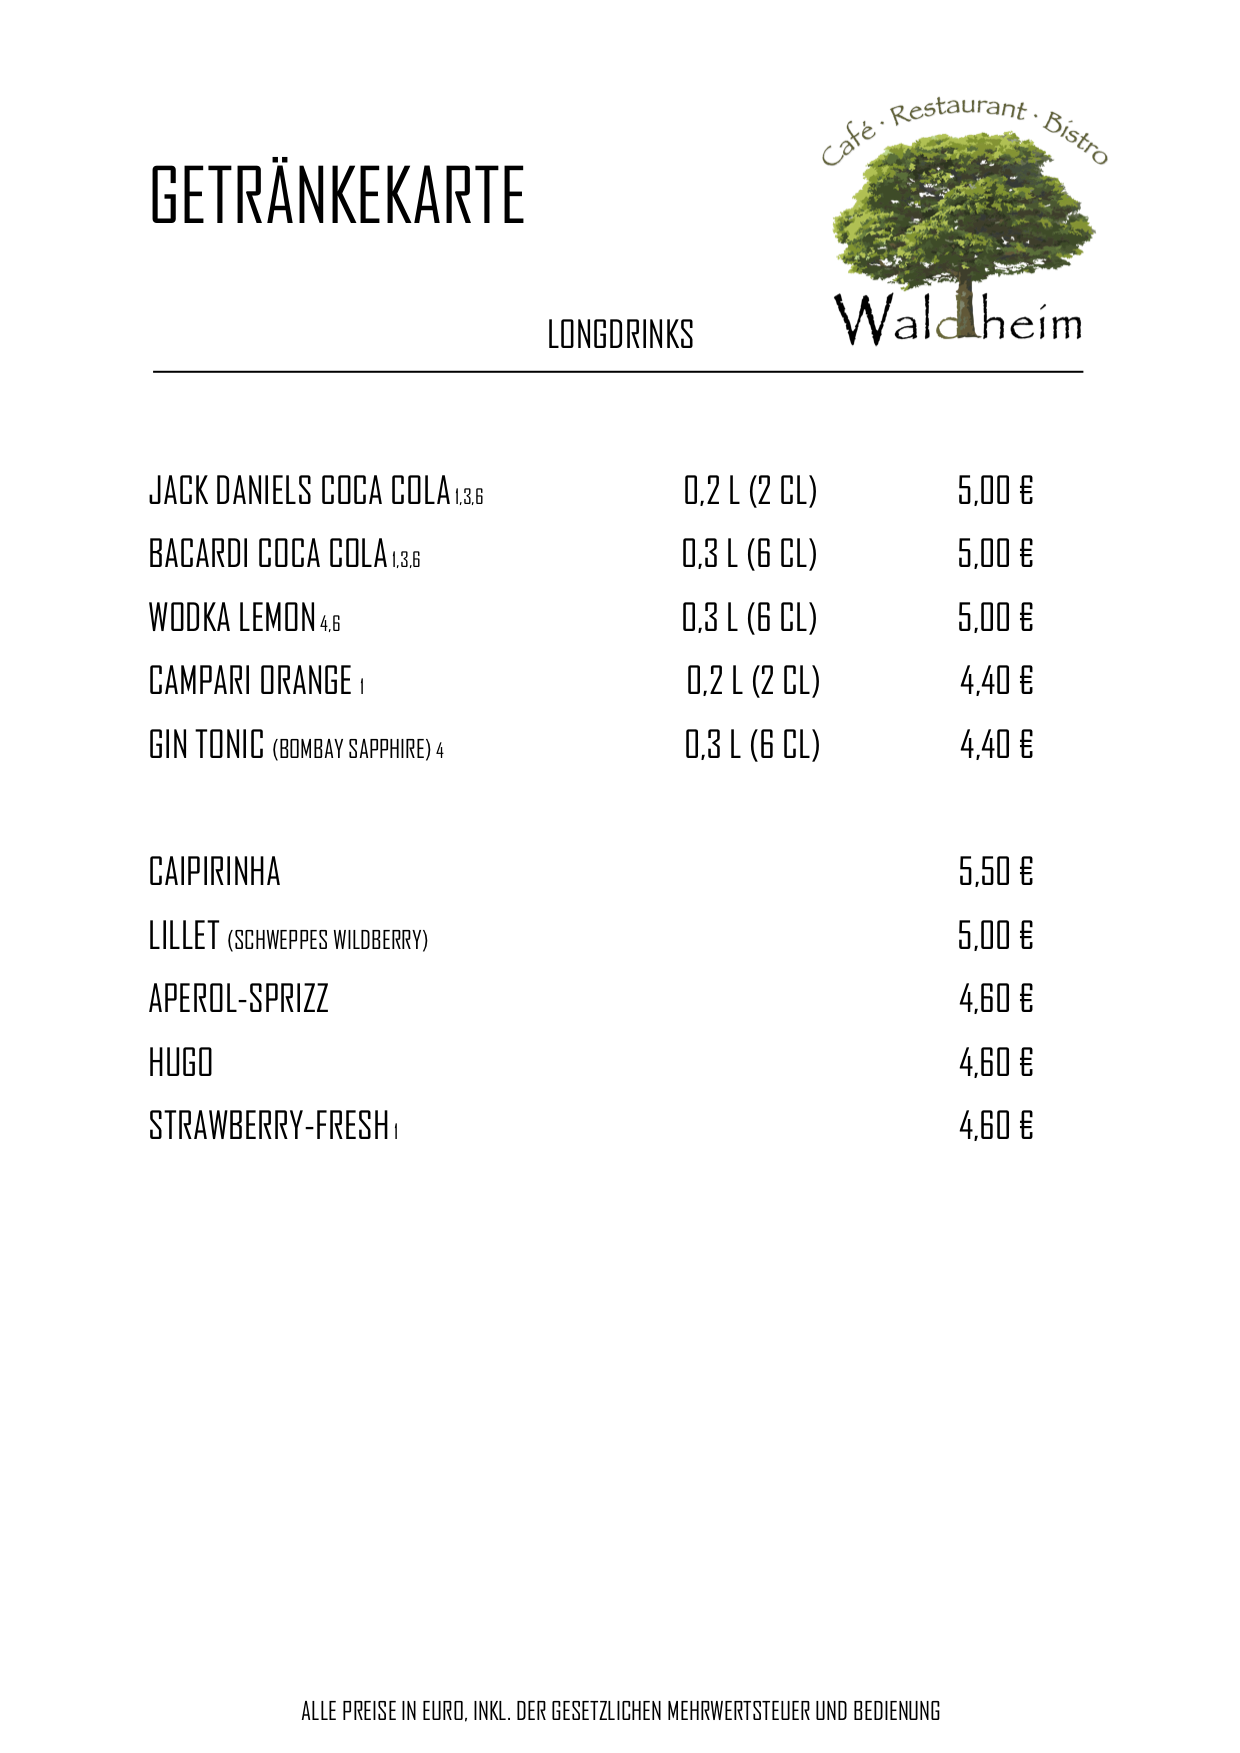 Café · Restaurant · Bistro
GETRÄNKEKARTE
Waldheim
LONGDRINKS
JACK DANIELS COCA COLA 1,3,6 0,2 L (2 CL) 5,00 €
BACARDI COCA COLA 1,3,6 0,3 L (6 CL) 5,00 €
WODKA LEMON 4,6 0,3 L (6 CL) 5,00 €
CAMPARI ORANGE 1 0,2 L (2 CL) 4,40 €
GIN TONIC (BOMBAY SAPPHIRE) 4 0,3 L (6 CL) 4,40 €
CAIPIRINHA 5,50 €
LILLET (SCHWEPPES WILDBERRY) 5,00 €
APEROL-SPRIZZ 4,60 €
HUGO 4,60 €
STRAWBERRY-FRESH 1 4,60 €
ALLE PREISE IN EURO, INKL. DER GESETZLICHEN MEHRWERTSTEUER UND BEDIENUNG